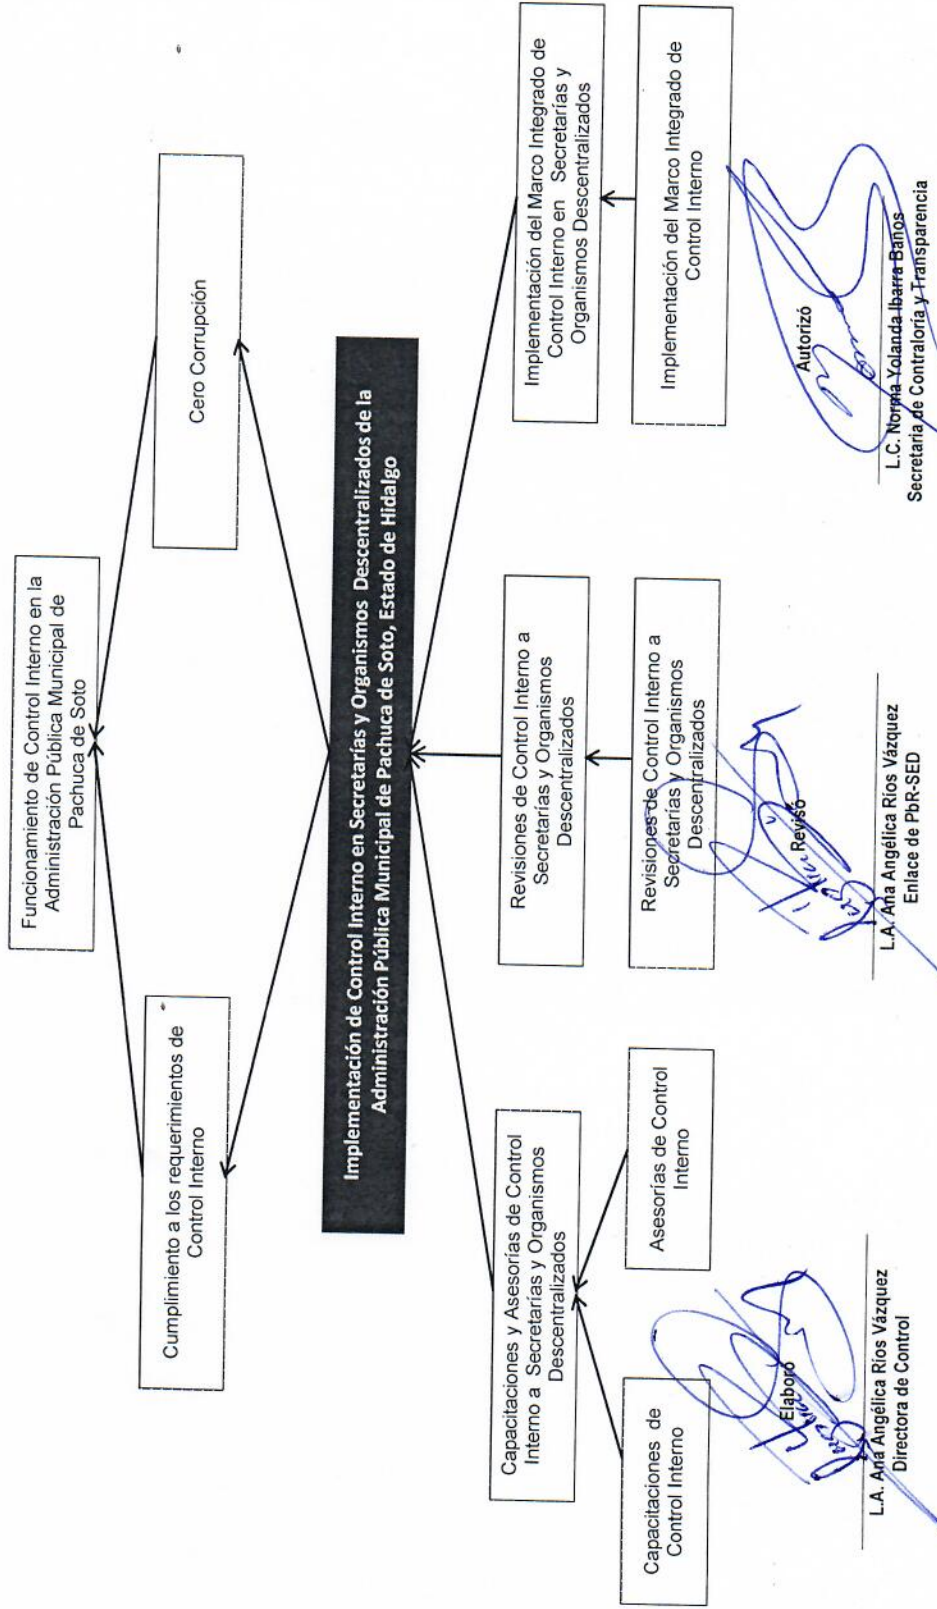 Funcionamiento de Control Interno en la
Administración Pública Municipal de
Pachuca de Soto
Cumplimiento a los requerimientos de
Control Interno
Cero Corrupción
Implementación de Control Interno en Secretarías y Organismos Descentralizados de la
Administración Pública Municipal de Pachuca de Soto, Estado de Hidalgo
Capacitaciones y Asesorías de Control
Interno a Secretarías y Organismos
Descentralizados
Revisiones de Control Interno a
Secretarías y Organismos
Descentralizados
Implementación del Marco Integrado de
Control Interno en Secretarías y
Organismos Descentralizados
Capacitaciones de
Control Interno
Asesorías de Control
Interno
Revisiones de Control Interno a
Secretarías y Organismos
Descentralizados
Implementación del Marco Integrado de
Control Interno
Elaboró
L.A. Ana Angélica Ríos Vázquez
Directora de Control
Revisó
L.A. Ana Angélica Ríos Vázquez
Enlace de PbR-SED
Autorizó
L.C. Norma Yolanda Ibarra Baños
Secretaria de Contraloría y Transparencia